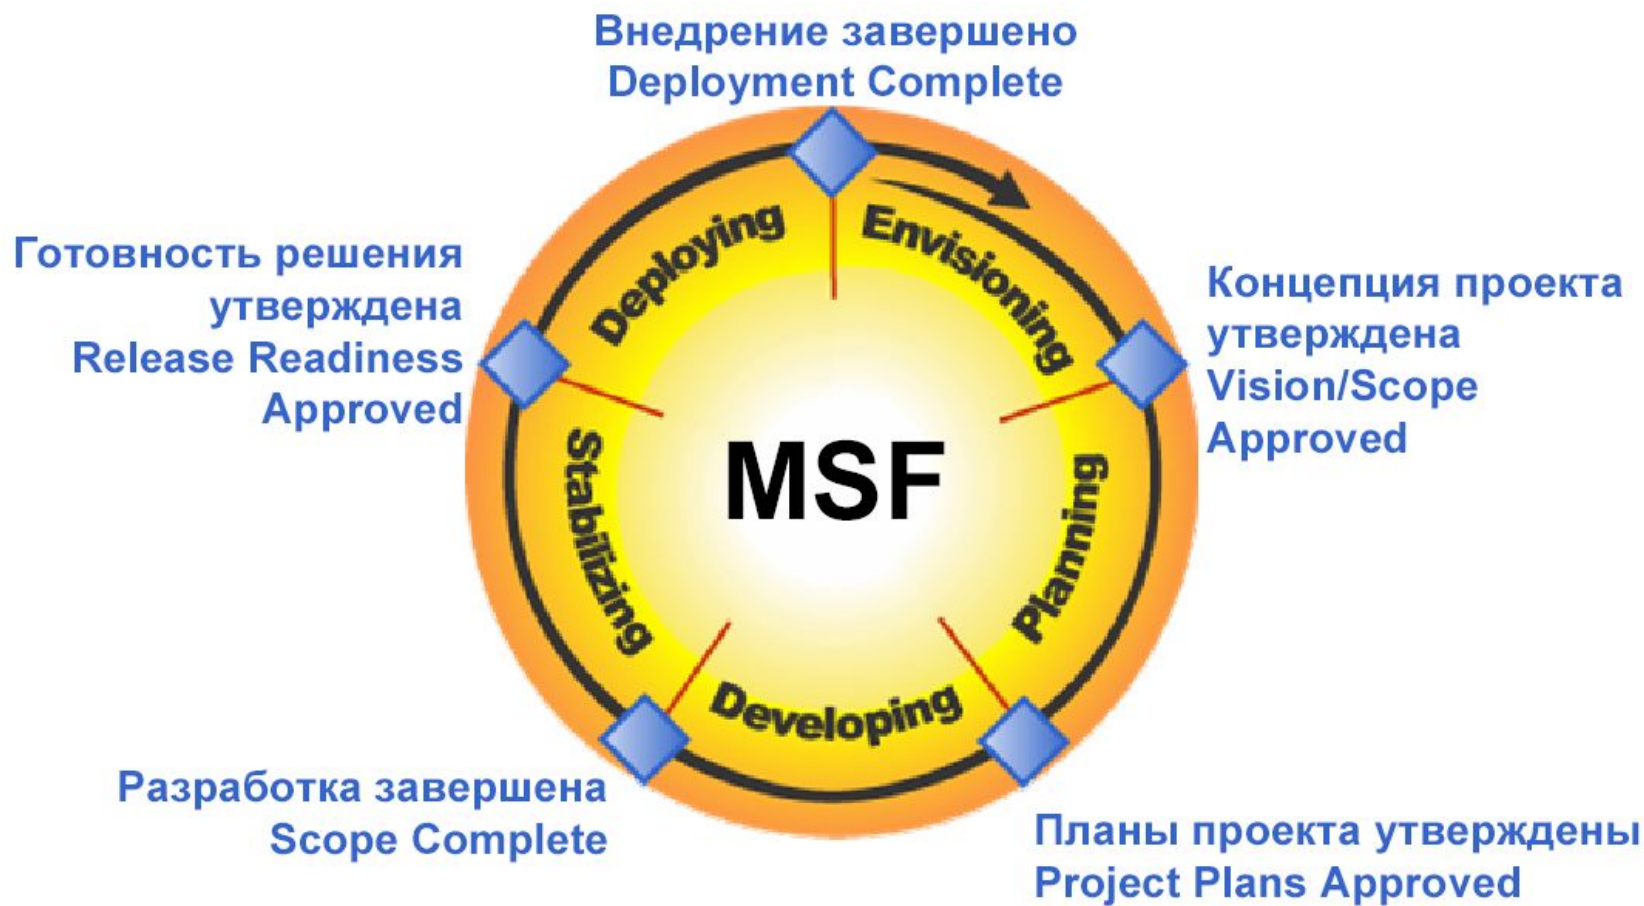 Внедрение завершено
Deployment Complete
Deploying
Envisioning
Готовность решения
утверждена
Release Readiness
Approved
Концепция проекта
утверждена
Vision/Scope
Approved
MSF
Stabilizing
Planning
Developing
Разработка завершена
Scope Complete
Планы проекта утверждены
Project Plans Approved